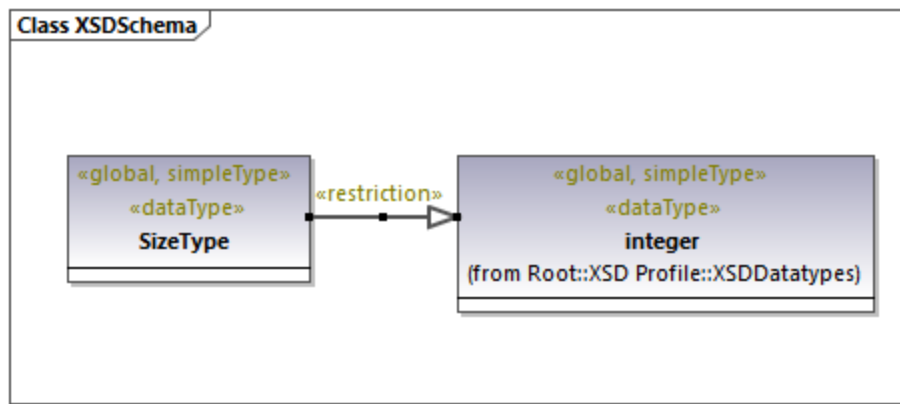 Class XSDSchema
«global, simpleType»
«dataType»
SizeType
«restriction»
«global, simpleType»
«dataType»
integer
(from Root::XSD Profile::XSDDatatypes)